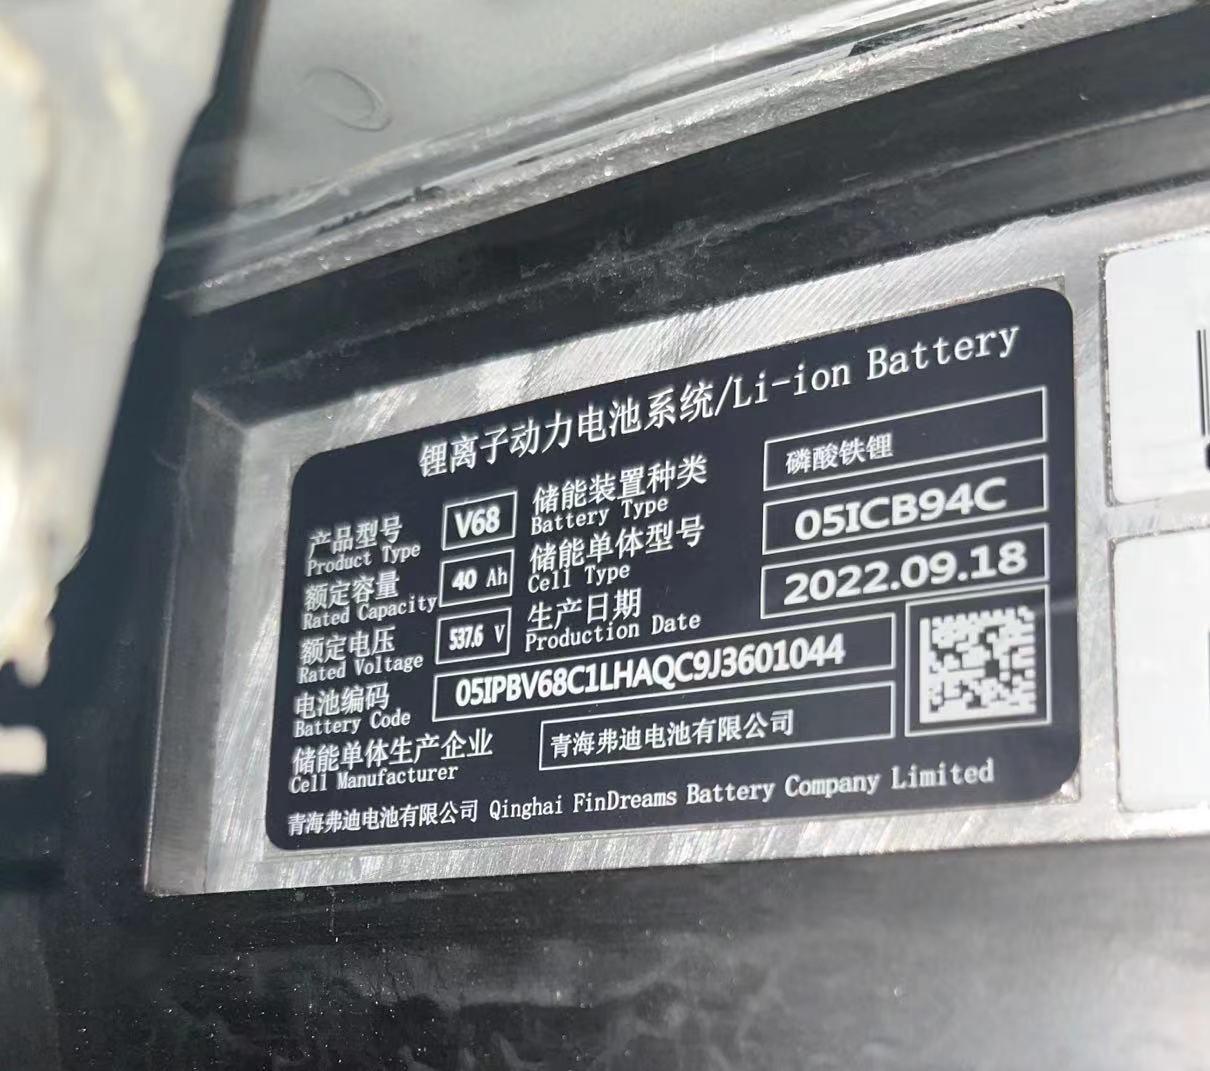 锂离子动力电池系统/Li-ion Battery
产品型号 V68 储能装置种类 磷酸铁锂
Product Type Battery Type
额定容量 40 Ah 储能单体型号 05ICB94C
Rated Capacity Cell Type
额定电压 537.6 V 生产日期 2022.09.18
Rated Voltage Production Date
电池编码 05IPBV68C1LHAQC9J3601044
Battery Code
储能单体生产企业 青海弗迪电池有限公司
Cell Manufacturer
青海弗迪电池有限公司 Qinghai FinDreams Battery Company Limited